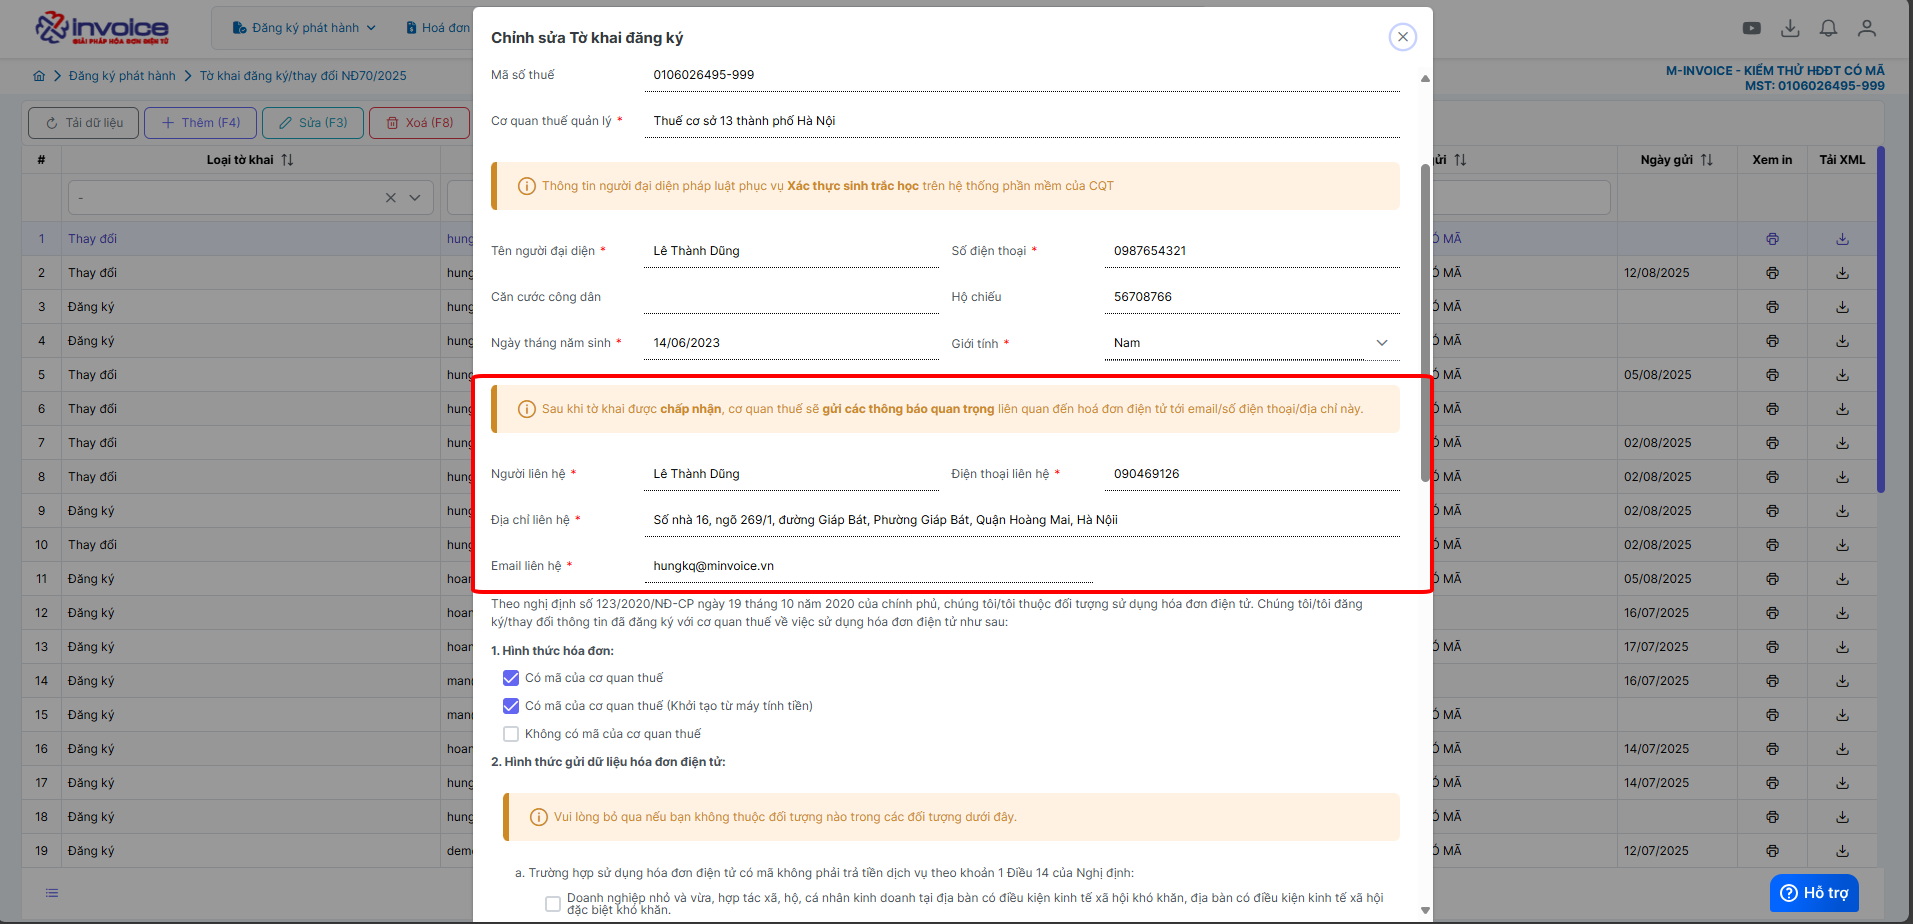 invoice
GIẢI PHÁP HÓA ĐƠN ĐIỆN TỬ
Đăng ký phát hành
Hoá đơn
Đăng ký phát hành
Tờ khai đăng ký/thay đổi NĐ70/2025
M-INVOICE - KIỂM THỬ HĐĐT CÓ MÃ
MST: 0106026495-999
Tải dữ liệu
Thêm (F4)
Sửa (F3)
Xoá (F8)
# Loại tờ khai
ửi Ngày gửi Xem in Tải XML
-
1 Thay đổi hung Ó MÃ
2 Thay đổi hung Ó MÃ 12/08/2025
3 Đăng ký hung Ó MÃ
4 Đăng ký hung Ó MÃ
5 Thay đổi hung Ó MÃ 05/08/2025
6 Thay đổi hung Ó MÃ
7 Thay đổi hung Ó MÃ 02/08/2025
8 Thay đổi hung Ó MÃ 02/08/2025
9 Đăng ký hung Ó MÃ 02/08/2025
10 Thay đổi hung Ó MÃ 02/08/2025
11 Đăng ký hoan Ó MÃ 05/08/2025
12 Đăng ký hoan 16/07/2025
13 Đăng ký hoan Ó MÃ 17/07/2025
14 Đăng ký man 16/07/2025
15 Đăng ký man Ó MÃ
16 Đăng ký hoan Ó MÃ 14/07/2025
17 Đăng ký hung Ó MÃ 14/07/2025
18 Đăng ký hung Ó MÃ
19 Đăng ký dem Ó MÃ 12/07/2025
Chỉnh sửa Tờ khai đăng ký
Mã số thuế 0106026495-999
Cơ quan thuế quản lý * Thuế cơ sở 13 thành phố Hà Nội
Thông tin người đại diện pháp luật phục vụ Xác thực sinh trắc học trên hệ thống phần mềm của CQT
Tên người đại diện * Lê Thành Dũng Số điện thoại * 0987654321
Căn cước công dân Hộ chiếu 56708766
Ngày tháng năm sinh * 14/06/2023 Giới tính * Nam
Sau khi tờ khai được chấp nhận, cơ quan thuế sẽ gửi các thông báo quan trọng liên quan đến hoá đơn điện tử tới email/số điện thoại/địa chỉ này.
Người liên hệ * Lê Thành Dũng Điện thoại liên hệ * 090469126
Địa chỉ liên hệ * Số nhà 16, ngõ 269/1, đường Giáp Bát, Phường Giáp Bát, Quận Hoàng Mai, Hà Nộii
Email liên hệ * hungkq@minvoice.vn
Theo nghị định số 123/2020/NĐ-CP ngày 19 tháng 10 năm 2020 của chính phủ, chúng tôi/tôi thuộc đối tượng sử dụng hóa đơn điện tử. Chúng tôi/tôi đăng
ký/thay đổi thông tin đã đăng ký với cơ quan thuế về việc sử dụng hóa đơn điện tử như sau:
1. Hình thức hóa đơn:
Có mã của cơ quan thuế
Có mã của cơ quan thuế (Khởi tạo từ máy tính tiền)
Không có mã của cơ quan thuế
2. Hình thức gửi dữ liệu hóa đơn điện tử:
Vui lòng bỏ qua nếu bạn không thuộc đối tượng nào trong các đối tượng dưới đây.
a. Trường hợp sử dụng hóa đơn điện tử có mã không phải trả tiền dịch vụ theo khoản 1 Điều 14 của Nghị định:
Doanh nghiệp nhỏ và vừa, hợp tác xã, hộ, cá nhân kinh doanh tại địa bàn có điều kiện kinh tế xã hội khó khăn, địa bàn có điều kiện kinh tế xã hội
đặc biệt khó khăn.
Hỗ trợ